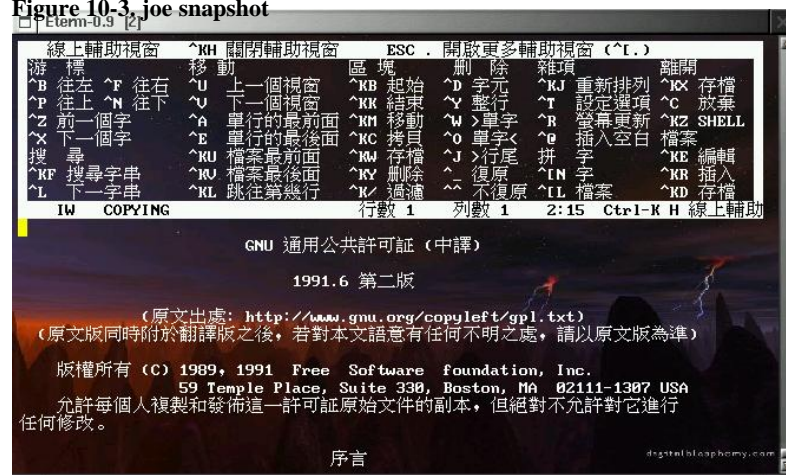 Figure 10-3. joe snapshot
Eterm-0.9 [2]
線上輔助視窗 ^KH 關閉輔助視窗 ESC . 開啟更多輔助視窗 (^[.)
游 標 移 動 區 塊 刪 除 雜項 離開
^B 往左 ^F 往右 ^U 上一個視窗 ^KB 起始 ^D 字元 ^KJ 重新排列 ^KX 存檔
^P 往上 ^N 往下 ^V 下一個視窗 ^KK 結束 ^Y 整行 ^T 設定選項 ^C 放棄
^Z 前一個字 ^A 單行的最前面 ^KM 移動 ^W >單字 ^R 螢幕更新 ^KZ SHELL
^X 下一個字 ^E 單行的最後面 ^KC 拷貝 ^O 單字< ^@ 插入空白 檔案
搜 尋 ^KU 檔案最前面 ^KW 存檔 ^J >行尾 拼 字 ^KE 編輯
^KF 搜尋字串 ^KV 檔案最後面 ^KY 刪除 ^_ 復原 ^[N 字 ^KR 插入
^L 下一字串 ^KL 跳往第幾行 ^K/ 過濾 ^^ 不復原 ^[L 檔案 ^KD 存檔
IW COPYING 行數 1 列數 1 2:15 Ctrl-K H 線上輔助
GNU 通用公共許可証 (中譯)
1991.6 第二版
(原文出處: http://www.gnu.org/copyleft/gpl.txt)
(原文版同時附於翻譯版之後，若對本文語意有任何不明之處，請以原文版為準)
版權所有 (C) 1989，1991 Free Software foundation, Inc.
59 Temple Place, Suite 330, Boston, MA 02111-1307 USA
允許每個人複製和發佈這一許可証原始文件的副本，但絕對不允許對它進行
任何修改。
序言
digitalblasphemy.com